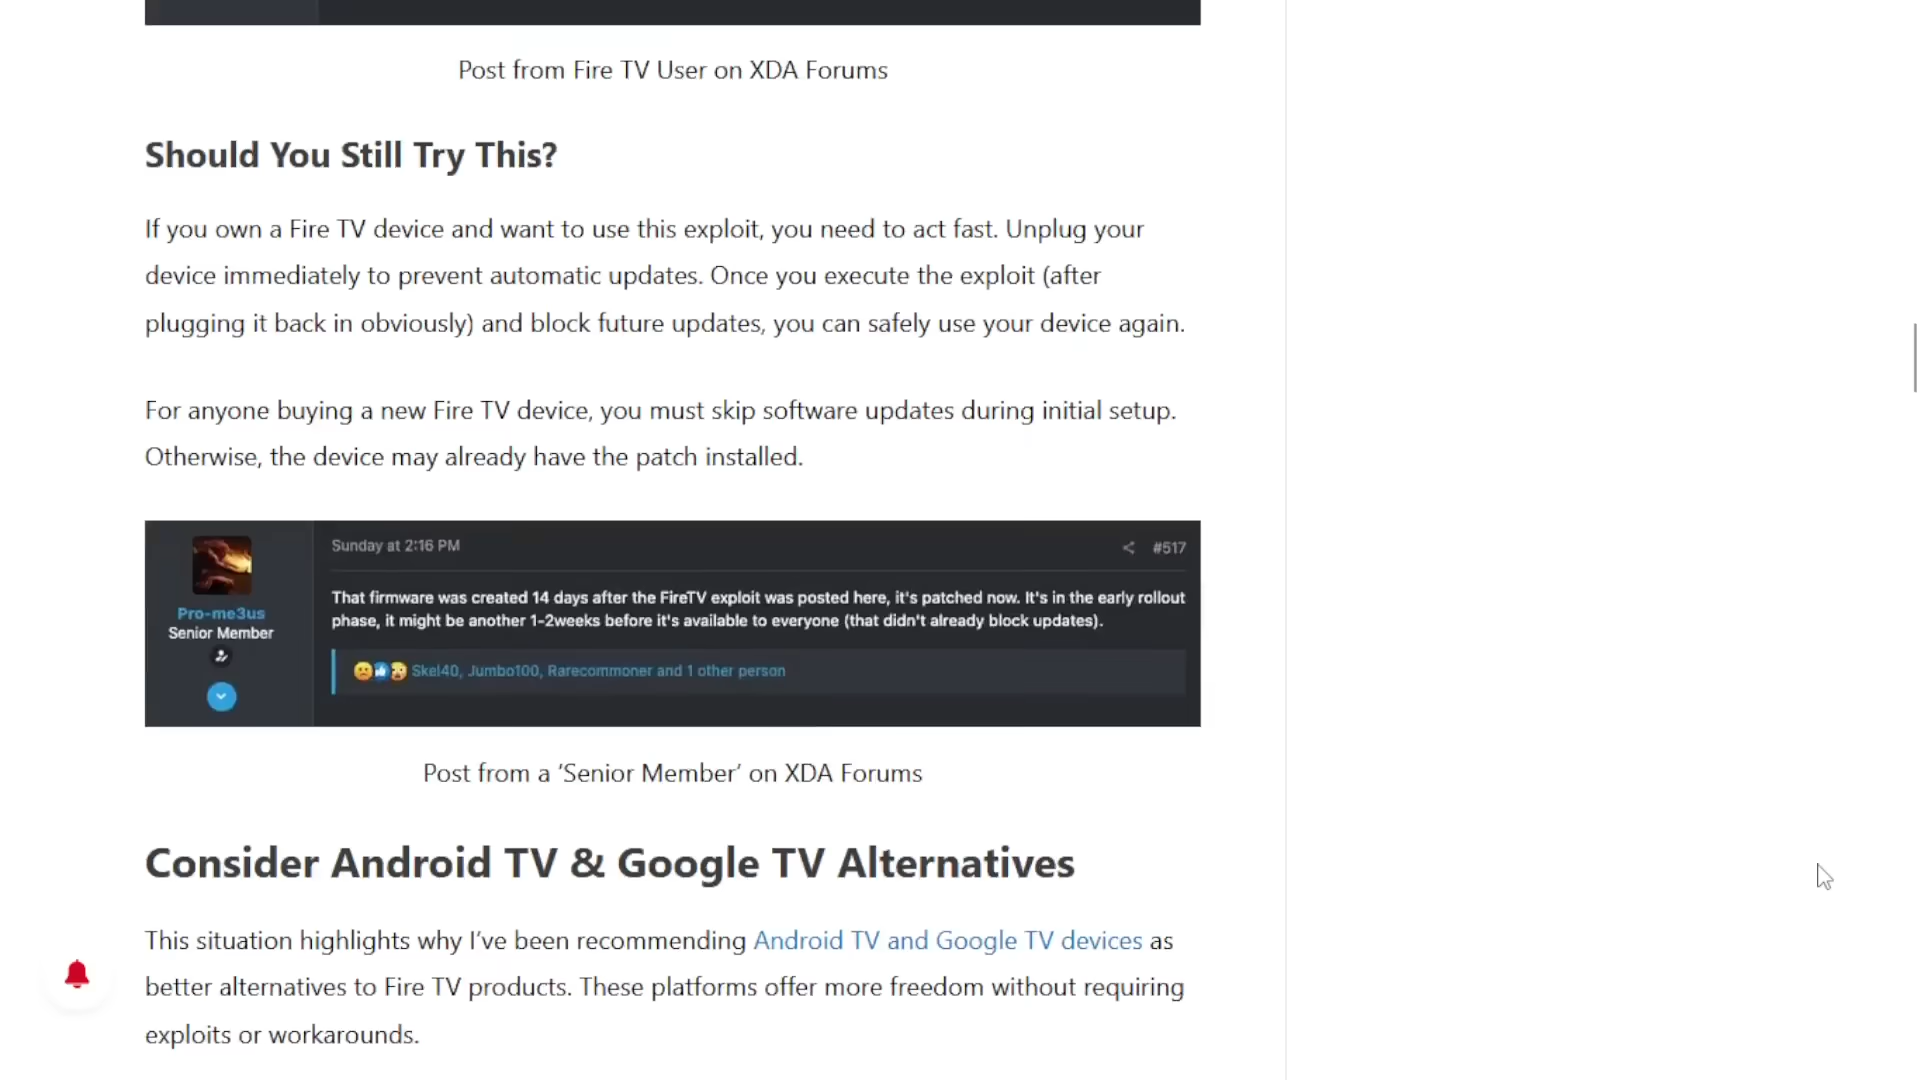 Post from Fire TV User on XDA Forums
Should You Still Try This?
If you own a Fire TV device and want to use this exploit, you need to act fast. Unplug your
device immediately to prevent automatic updates. Once you execute the exploit (after
plugging it back in obviously) and block future updates, you can safely use your device again.
For anyone buying a new Fire TV device, you must skip software updates during initial setup.
Otherwise, the device may already have the patch installed.
Sunday at 2:16 PM
#517
Pro-me3us
Senior Member
That firmware was created 14 days after the FireTV exploit was posted here, it's patched now. It's in the early rollout
phase, it might be another 1-2weeks before it's available to everyone (that didn't already block updates).
Skel40, Jumbo100, Rarecommoner and 1 other person
Post from a ‘Senior Member’ on XDA Forums
Consider Android TV & Google TV Alternatives
This situation highlights why I’ve been recommending Android TV and Google TV devices as
better alternatives to Fire TV products. These platforms offer more freedom without requiring
exploits or workarounds.